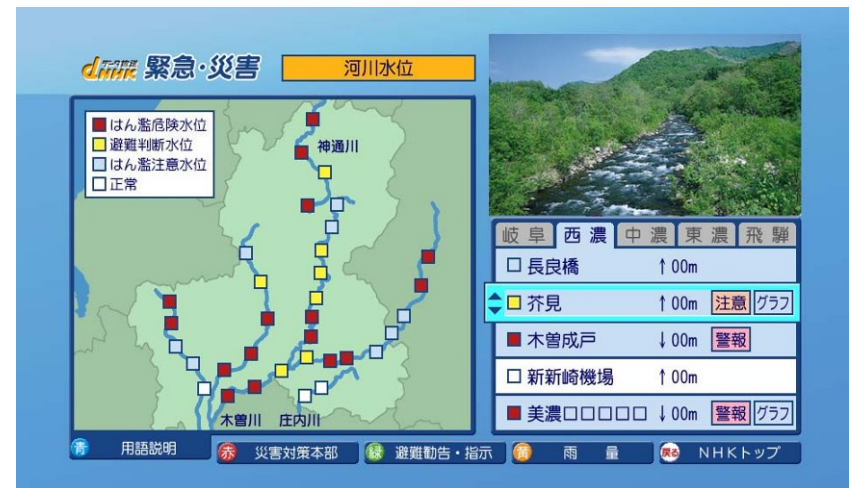 データ放送
dNHK 緊急・災害
河川水位
はん濫危険水位
避難判断水位
はん濫注意水位
正常
神通川
木曽川 庄内川
岐阜 西濃 中濃 東濃 飛騨
長良橋 ↑00m
芥見 ↑00m 注意 グラフ
木曽成戸 ↓00m 警報
新新崎機場 ↑00m
美濃□□□□□ ↓00m 警報 グラフ
青 用語説明 赤 災害対策本部 緑 避難勧告・指示 黄 雨量 戻る NHKトップ